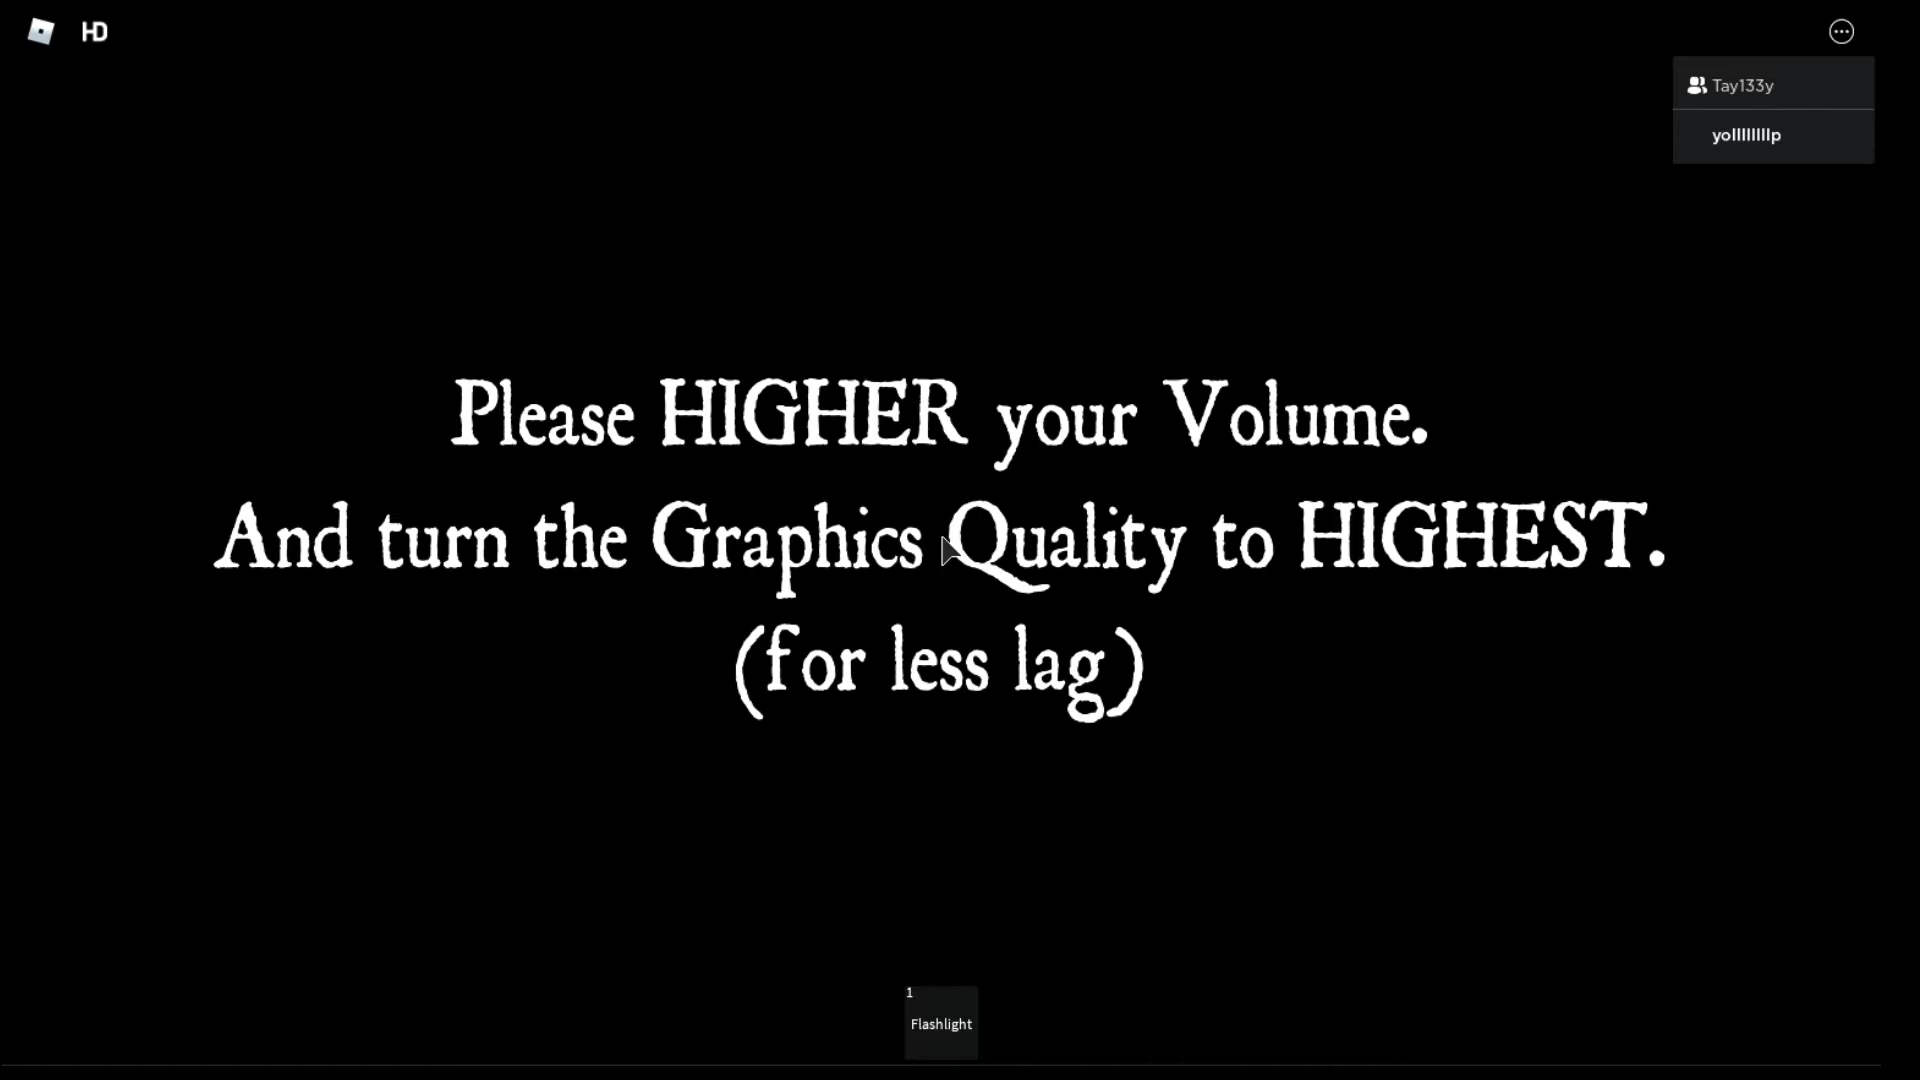 HD
Tay133y
yollllllllp
Please HIGHER your Volume.
And turn the Graphics Quality to HIGHEST.
(for less lag)
1
Flashlight